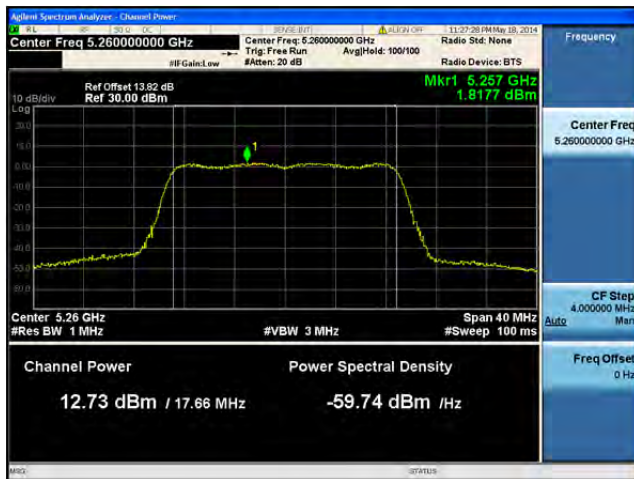 Agilent Spectrum Analyzer - Channel Power
RL RF 50 Ω DC SENSE:INT ALIGN OFF 11:27:28 PM May 18, 2014
Center Freq 5.260000000 GHz
Center Freq: 5.260000000 GHz
Radio Std: None
Trig: Free Run Avg|Hold: 100/100
#IFGain:Low #Atten: 20 dB Radio Device: BTS
Mkr1 5.257 GHz
1.8177 dBm
Ref Offset 13.82 dB
10 dB/div Ref 30.00 dBm
Log
20.0
10.0
0.00
-10.0
-20.0
-30.0
-40.0
-50.0
-60.0
1
Center 5.26 GHz Span 40 MHz
#Res BW 1 MHz #VBW 3 MHz #Sweep 100 ms
Channel Power Power Spectral Density
12.73 dBm / 17.66 MHz -59.74 dBm /Hz
MSG STATUS
Frequency
Center Freq
5.260000000 GHz
CF Step
4.000000 MHz
Auto Man
Freq Offset
0 Hz